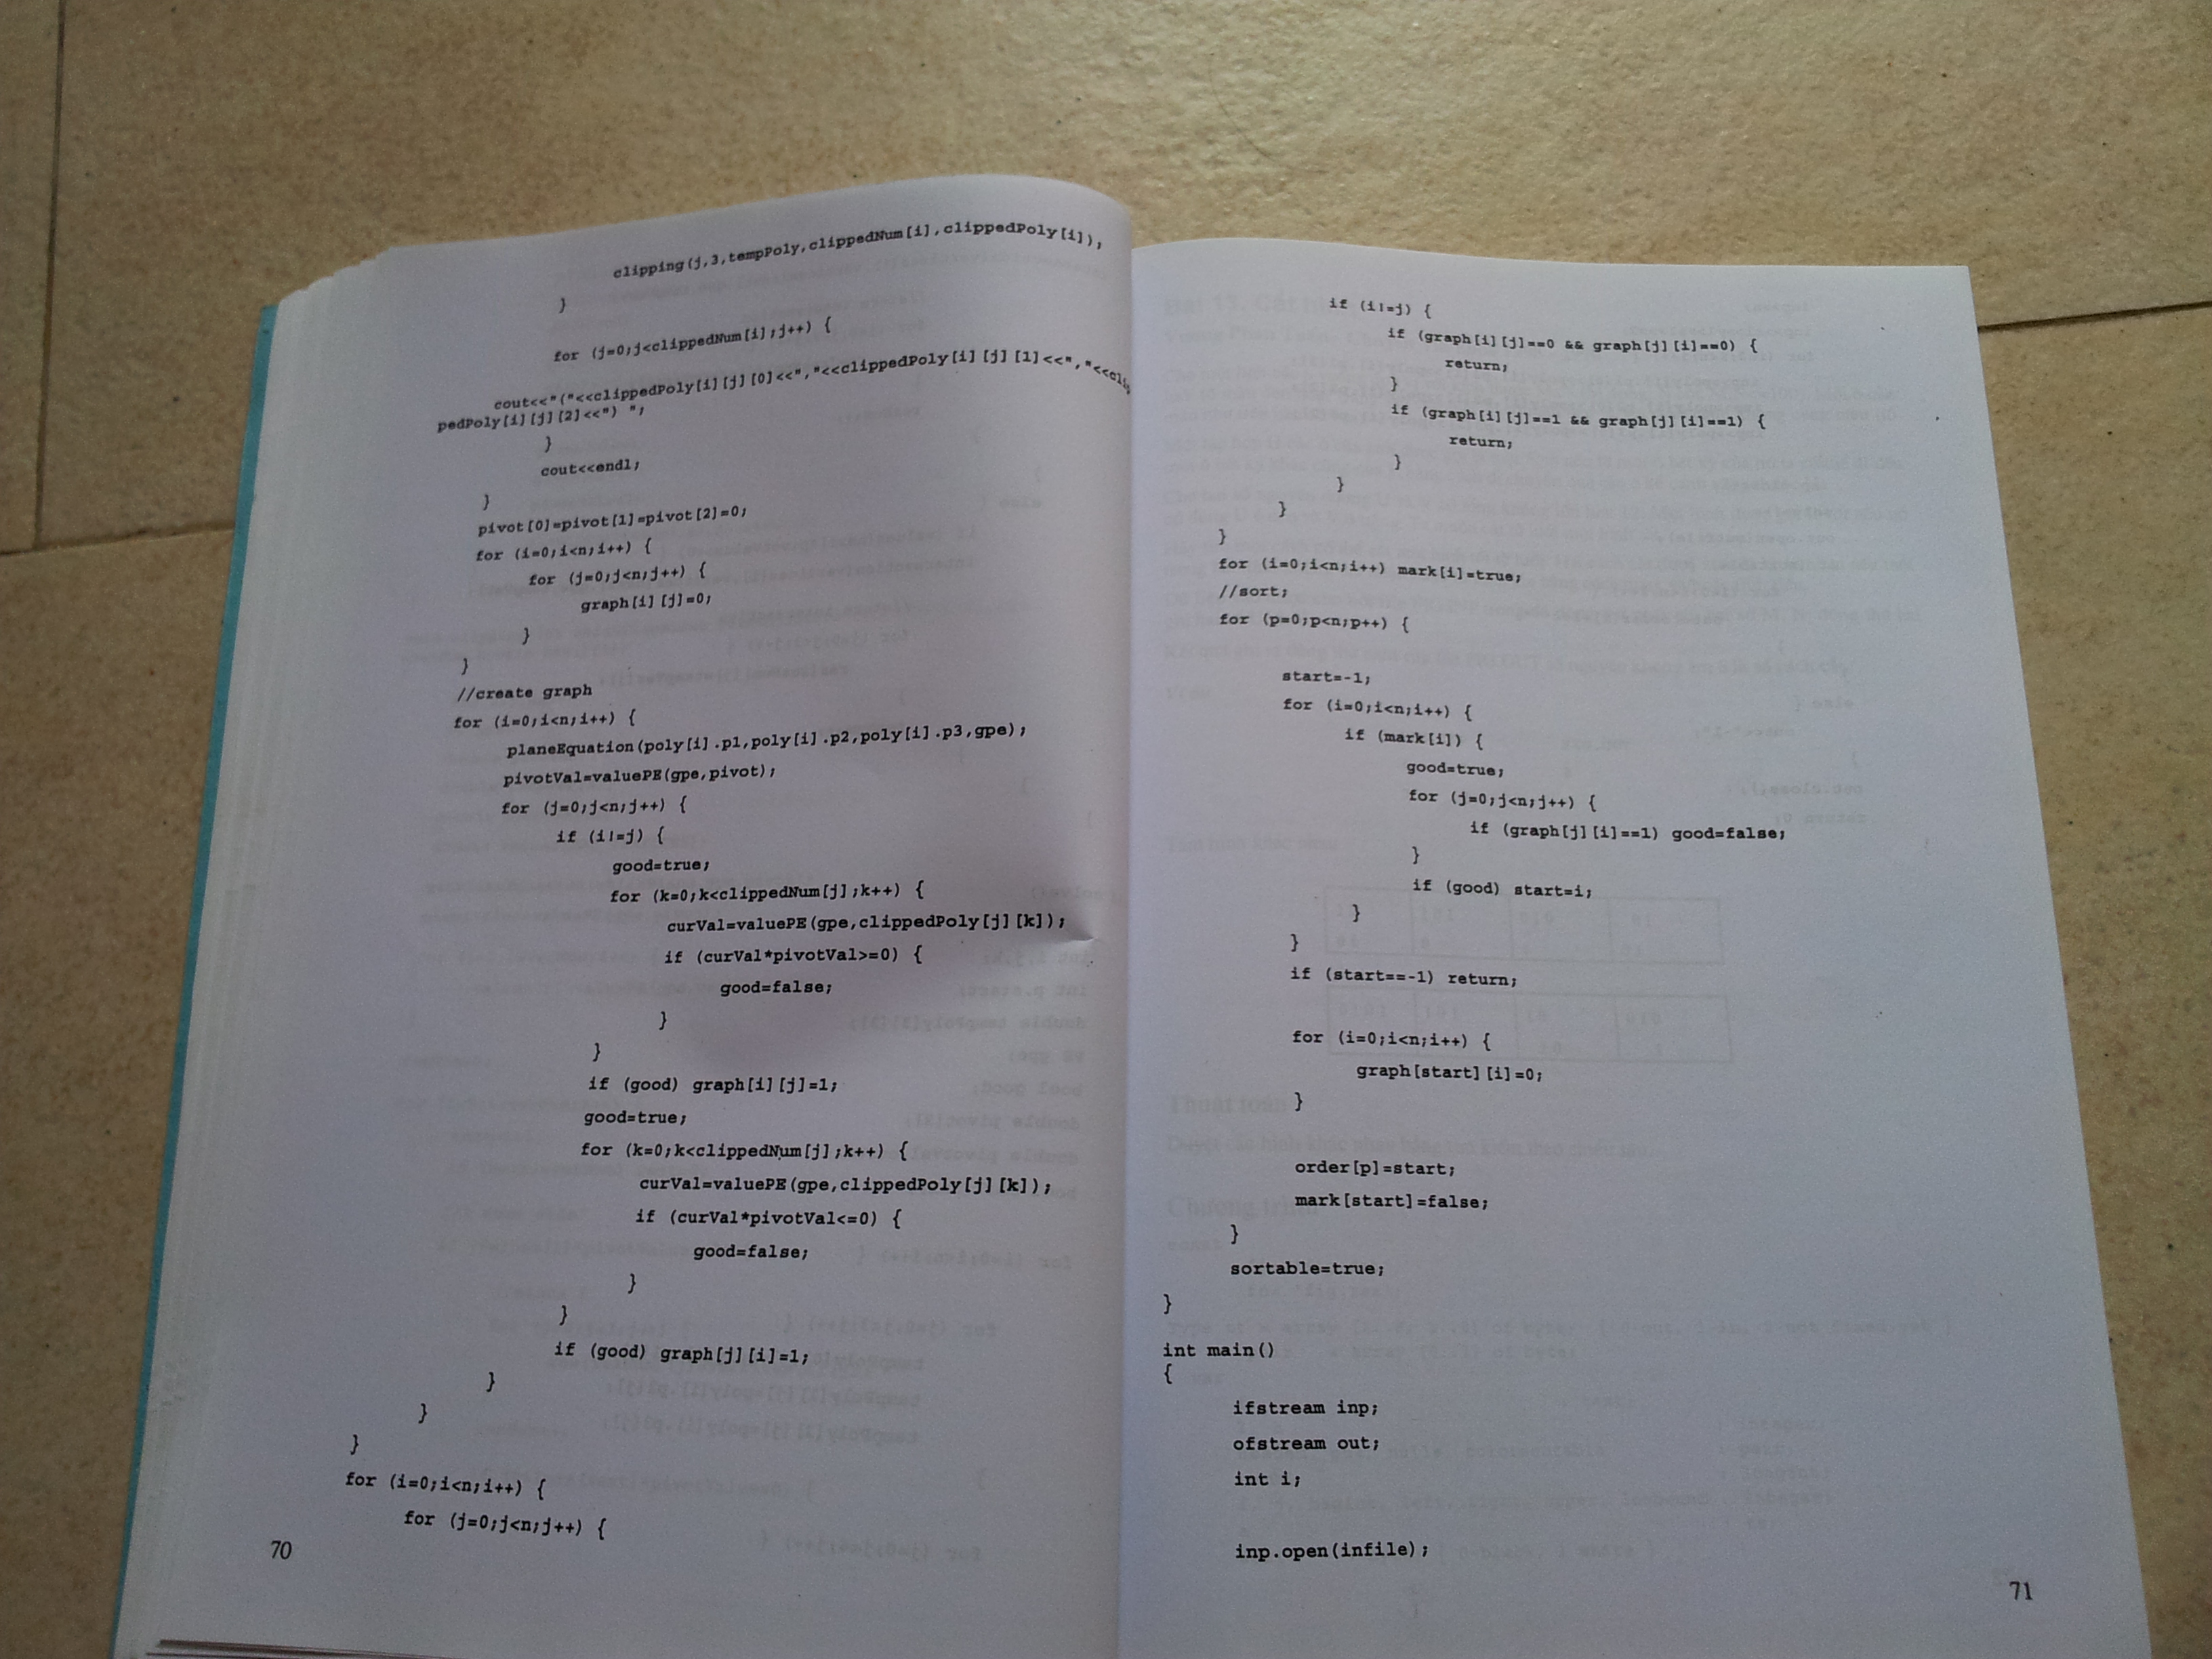 clipping(j,3,tempPoly,clippedNum[i],clippedPoly[i]);
}
for (j=0;j<clippedNum[i];j++) {
cout<<"("<<clippedPoly[i][j][0]<<","<<clippedPoly[i][j][1]<<","<<clip
pedPoly[i][j][2]<<") ";
}
cout<<endl;
}
pivot[0]=pivot[1]=pivot[2]=0;
for (i=0;i<n;i++) {
for (j=0;j<n;j++) {
graph[i][j]=0;
}
}
//create graph
for (i=0;i<n;i++) {
planeEquation(poly[i].p1,poly[i].p2,poly[i].p3,gpe);
pivotVal=valuePE(gpe,pivot);
for (j=0;j<n;j++) {
if (i!=j) {
good=true;
for (k=0;k<clippedNum[j];k++) {
curVal=valuePE(gpe,clippedPoly[j][k]);
if (curVal*pivotVal>=0) {
good=false;
}
}
if (good) graph[i][j]=1;
good=true;
for (k=0;k<clippedNum[j];k++) {
curVal=valuePE(gpe,clippedPoly[j][k]);
if (curVal*pivotVal<=0) {
good=false;
}
}
if (good) graph[j][i]=1;
}
}
}
for (i=0;i<n;i++) {
for (j=0;j<n;j++) {
70
if (i!=j) {
if (graph[i][j]==0 && graph[j][i]==0) {
return;
}
if (graph[i][j]==1 && graph[j][i]==1) {
return;
}
}
}
}
for (i=0;i<n;i++) mark[i]=true;
//sort;
for (p=0;p<n;p++) {
start=-1;
for (i=0;i<n;i++) {
if (mark[i]) {
good=true;
for (j=0;j<n;j++) {
if (graph[j][i]==1) good=false;
}
if (good) start=i;
}
}
if (start==-1) return;
for (i=0;i<n;i++) {
graph[start][i]=0;
}
order[p]=start;
mark[start]=false;
}
sortable=true;
}
int main()
{
ifstream inp;
ofstream out;
int i;
inp.open(infile);
71